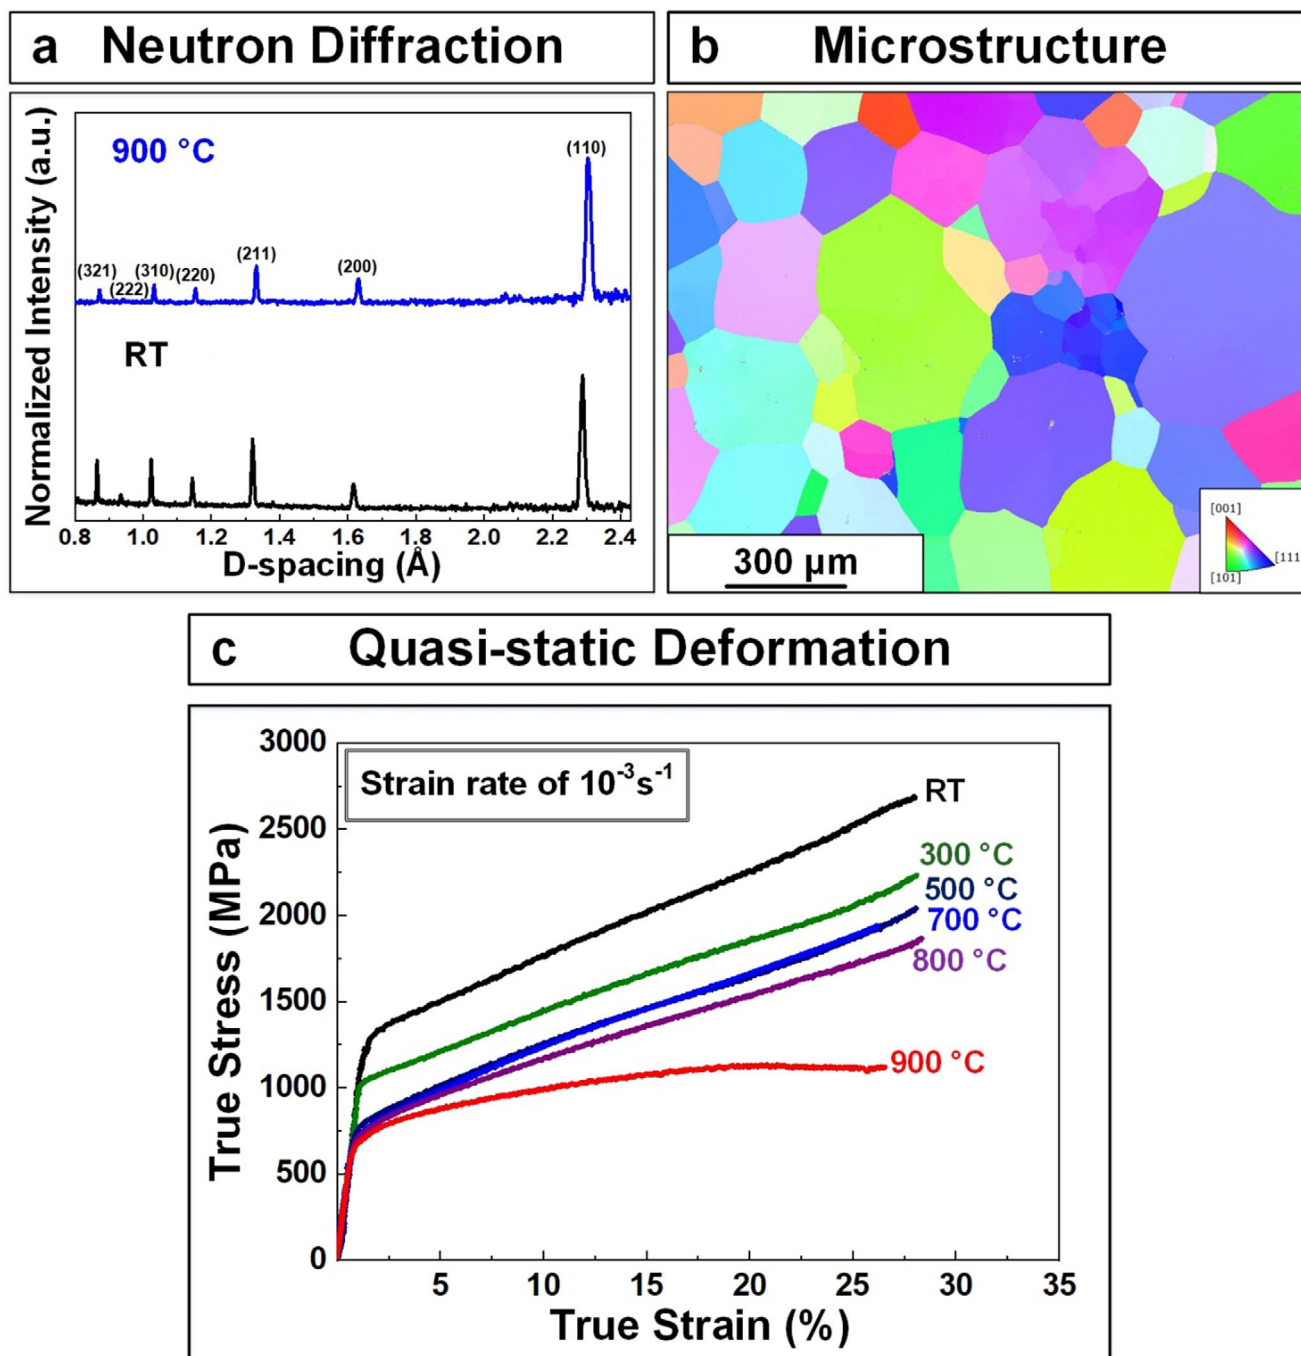 a Neutron Diffraction
b Microstructure
Normalized Intensity (a.u.)
900 °C
(110)
(211)
(200)
(321)
(310)
(220)
(222)
RT
0.8 1.0 1.2 1.4 1.6 1.8 2.0 2.2 2.4
D-spacing (Å)
300 µm
[001]
[111
[101]
c Quasi-static Deformation
True Stress (MPa)
3000
2500
2000
1500
1000
500
0
Strain rate of 10⁻³s⁻¹
RT
300 °C
500 °C
700 °C
800 °C
900 °C
5 10 15 20 25 30 35
True Strain (%)